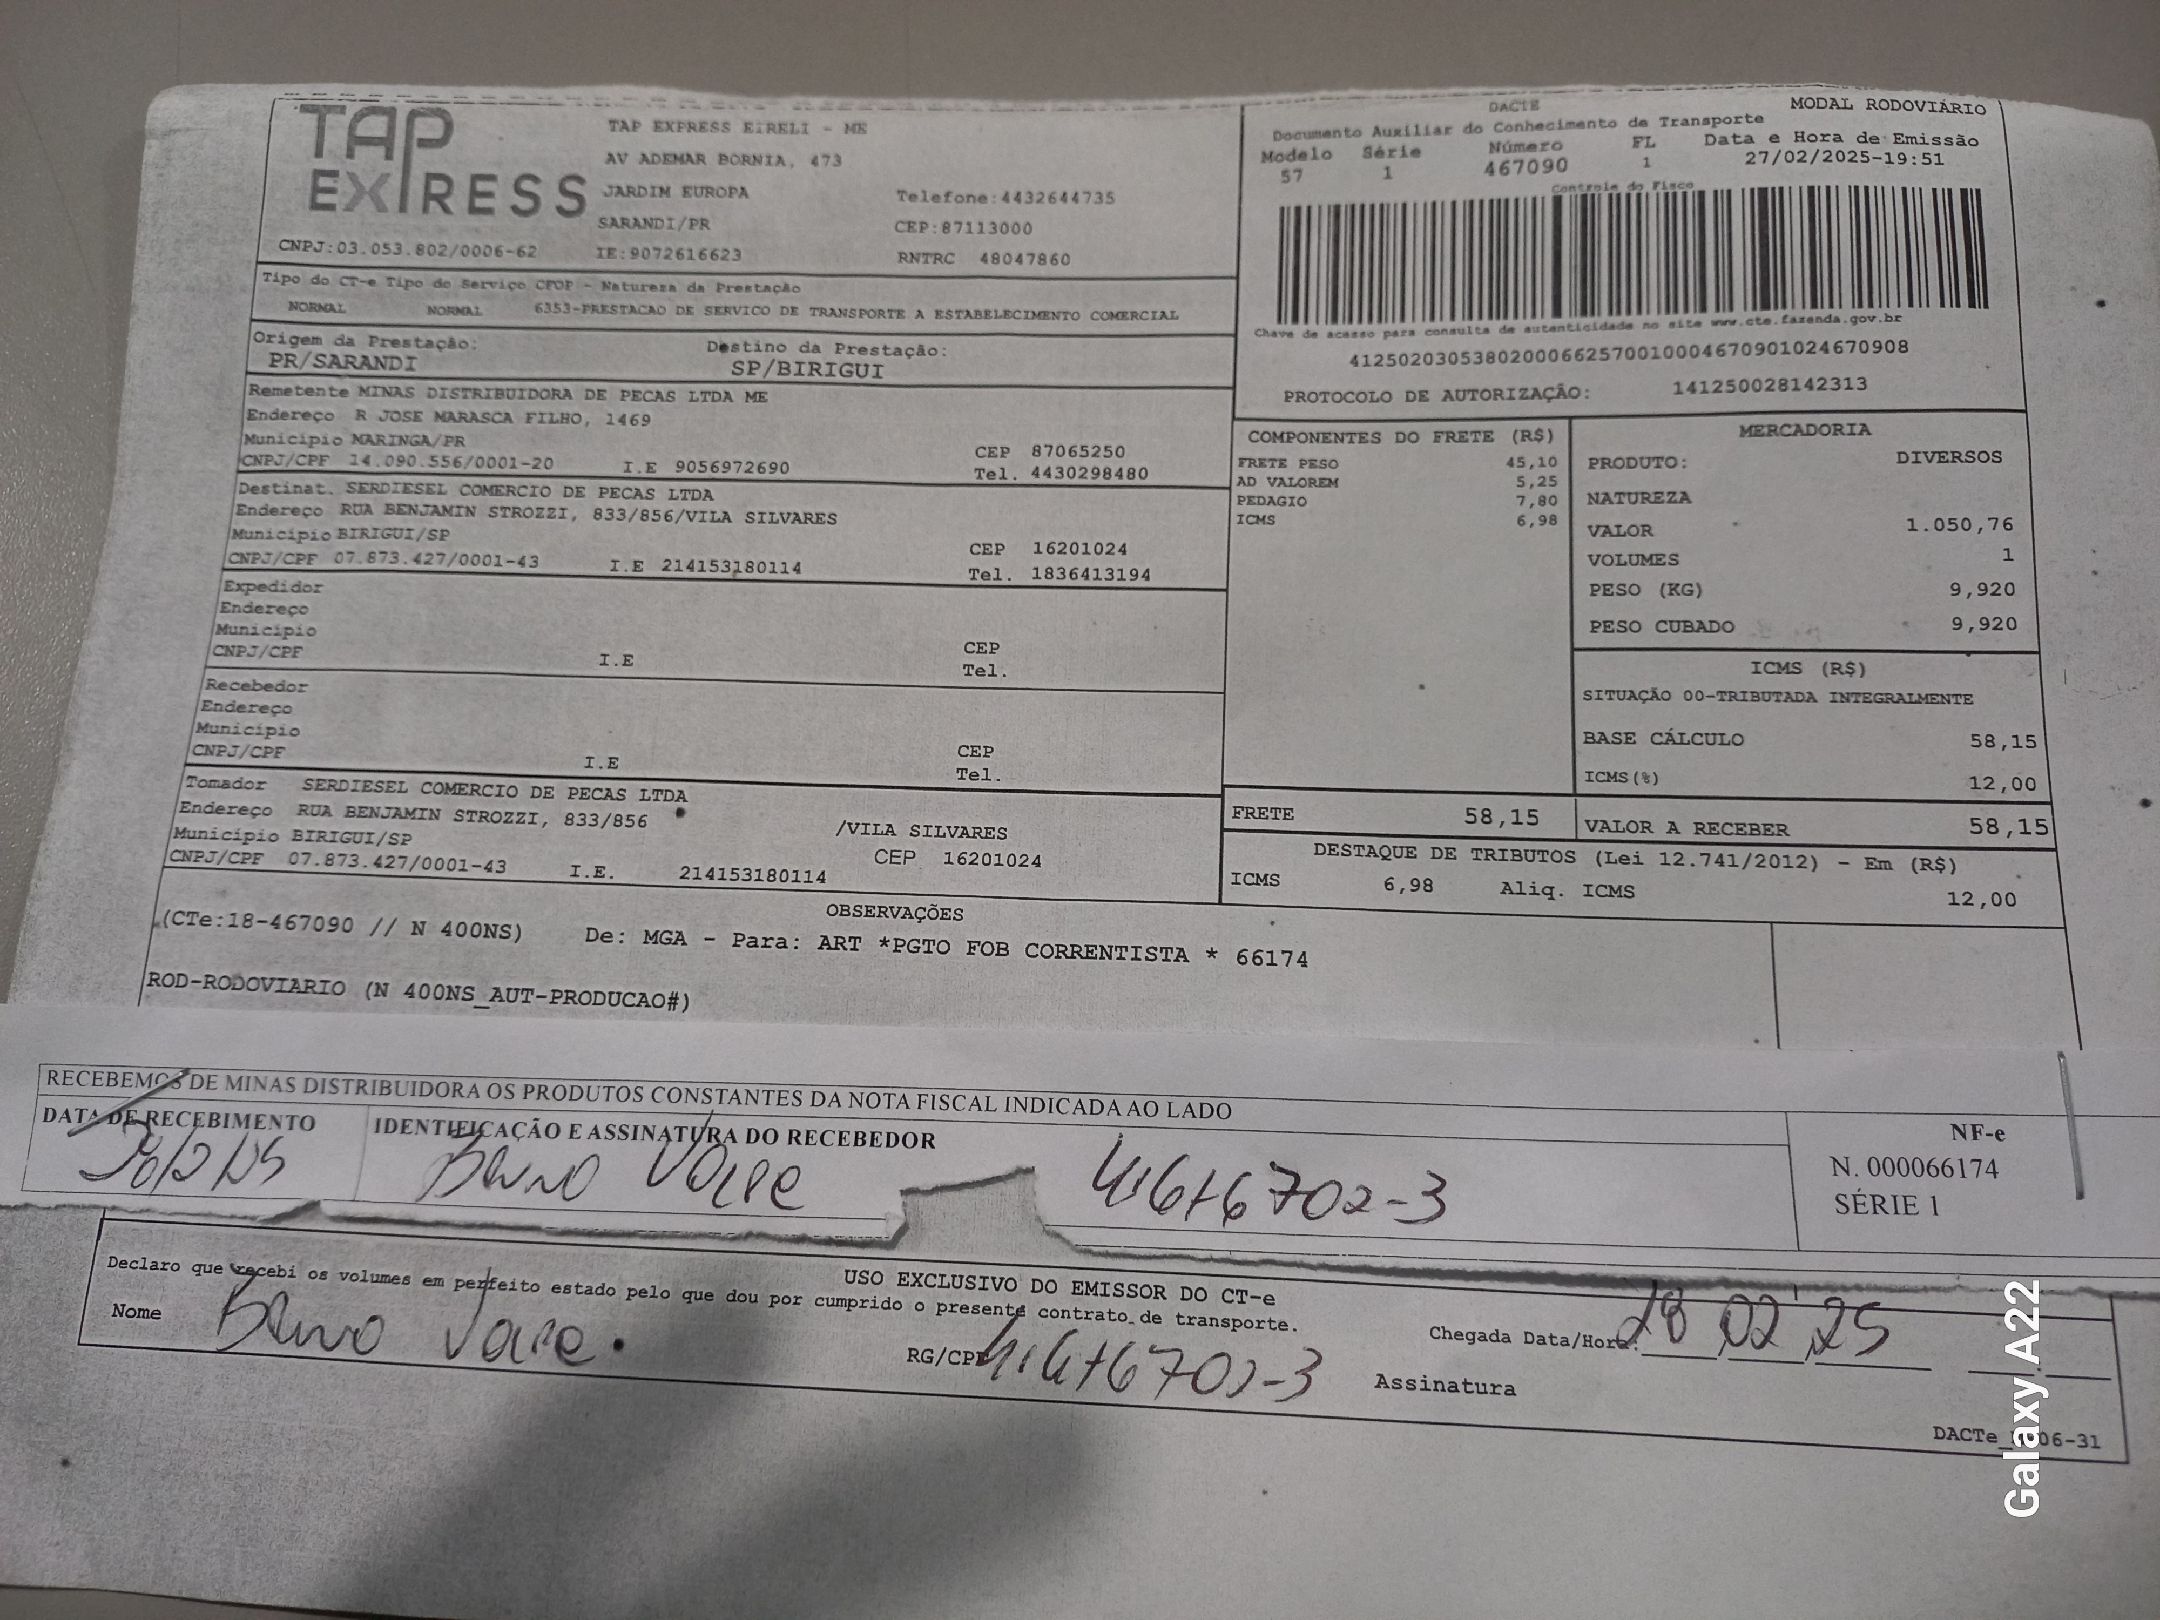 TAP EXPRESS
TAP EXPRESS EIRELI - ME
AV ADEMAR BORNIA, 473
JARDIM EUROPA
Telefone:4432644735
SARANDI/PR
CEP:87113000
CNPJ:03.053.802/0006-62 IE:9072616623
RNTRC 48047860
DACTE
MODAL RODOVIÁRIO
Documento Auxiliar do Conhecimento de Transporte
Modelo Série Número FL Data e Hora de Emissão
57 1 467090 1 27/02/2025-19:51
Controle do Fisco
Chave de acesso para consulta de autenticidade no site www.cte.fazenda.gov.br
41250203053802000662570010004670901024670908
PROTOCOLO DE AUTORIZAÇÃO: 141250028142313
Tipo do CT-e Tipo do Serviço CFOP - Natureza da Prestação
NORMAL NORMAL 6353-PRESTACAO DE SERVICO DE TRANSPORTE A ESTABELECIMENTO COMERCIAL
Origem da Prestação: Destino da Prestação:
PR/SARANDI SP/BIRIGUI
Remetente MINAS DISTRIBUIDORA DE PECAS LTDA ME
Endereço R JOSE MARASCA FILHO, 1469
Município MARINGA/PR CEP 87065250
CNPJ/CPF 14.090.556/0001-20 I.E 9056972690 Tel. 4430298480
Destinat. SERDIESEL COMERCIO DE PECAS LTDA
Endereço RUA BENJAMIN STROZZI, 833/856/VILA SILVARES
Município BIRIGUI/SP CEP 16201024
CNPJ/CPF 07.873.427/0001-43 I.E 214153180114 Tel. 1836413194
Expedidor
Endereço
Município CEP
CNPJ/CPF I.E Tel.
Recebedor
Endereço
Município CEP
CNPJ/CPF I.E Tel.
Tomador SERDIESEL COMERCIO DE PECAS LTDA
Endereço RUA BENJAMIN STROZZI, 833/856 /VILA SILVARES
Município BIRIGUI/SP CEP 16201024
CNPJ/CPF 07.873.427/0001-43 I.E. 214153180114
COMPONENTES DO FRETE (R$)
FRETE PESO 45,10
AD VALOREM 5,25
PEDAGIO 7,80
ICMS 6,98
MERCADORIA
PRODUTO: DIVERSOS
NATUREZA
VALOR 1.050,76
VOLUMES 1
PESO (KG) 9,920
PESO CUBADO 9,920
ICMS (R$)
SITUAÇÃO 00-TRIBUTADA INTEGRALMENTE
BASE CÁLCULO 58,15
ICMS(%) 12,00
FRETE 58,15 VALOR A RECEBER 58,15
DESTAQUE DE TRIBUTOS (Lei 12.741/2012) - Em (R$)
ICMS 6,98 Aliq. ICMS 12,00
OBSERVAÇÕES
(CTe:18-467090 // N 400NS) De: MGA - Para: ART *PGTO FOB CORRENTISTA * 66174
ROD-RODOVIARIO (N 400NS_AUT-PRODUCAO#)
RECEBEMOS DE MINAS DISTRIBUIDORA OS PRODUTOS CONSTANTES DA NOTA FISCAL INDICADA AO LADO
DATA DE RECEBIMENTO IDENTIFICAÇÃO E ASSINATURA DO RECEBEDOR
NF-e
N. 000066174
SÉRIE 1
USO EXCLUSIVO DO EMISSOR DO CT-e
Declaro que recebi os volumes em perfeito estado pelo que dou por cumprido o presente contrato de transporte.
Nome RG/CPF Chegada Data/Hora: 28 02 25
Assinatura
Galaxy A22